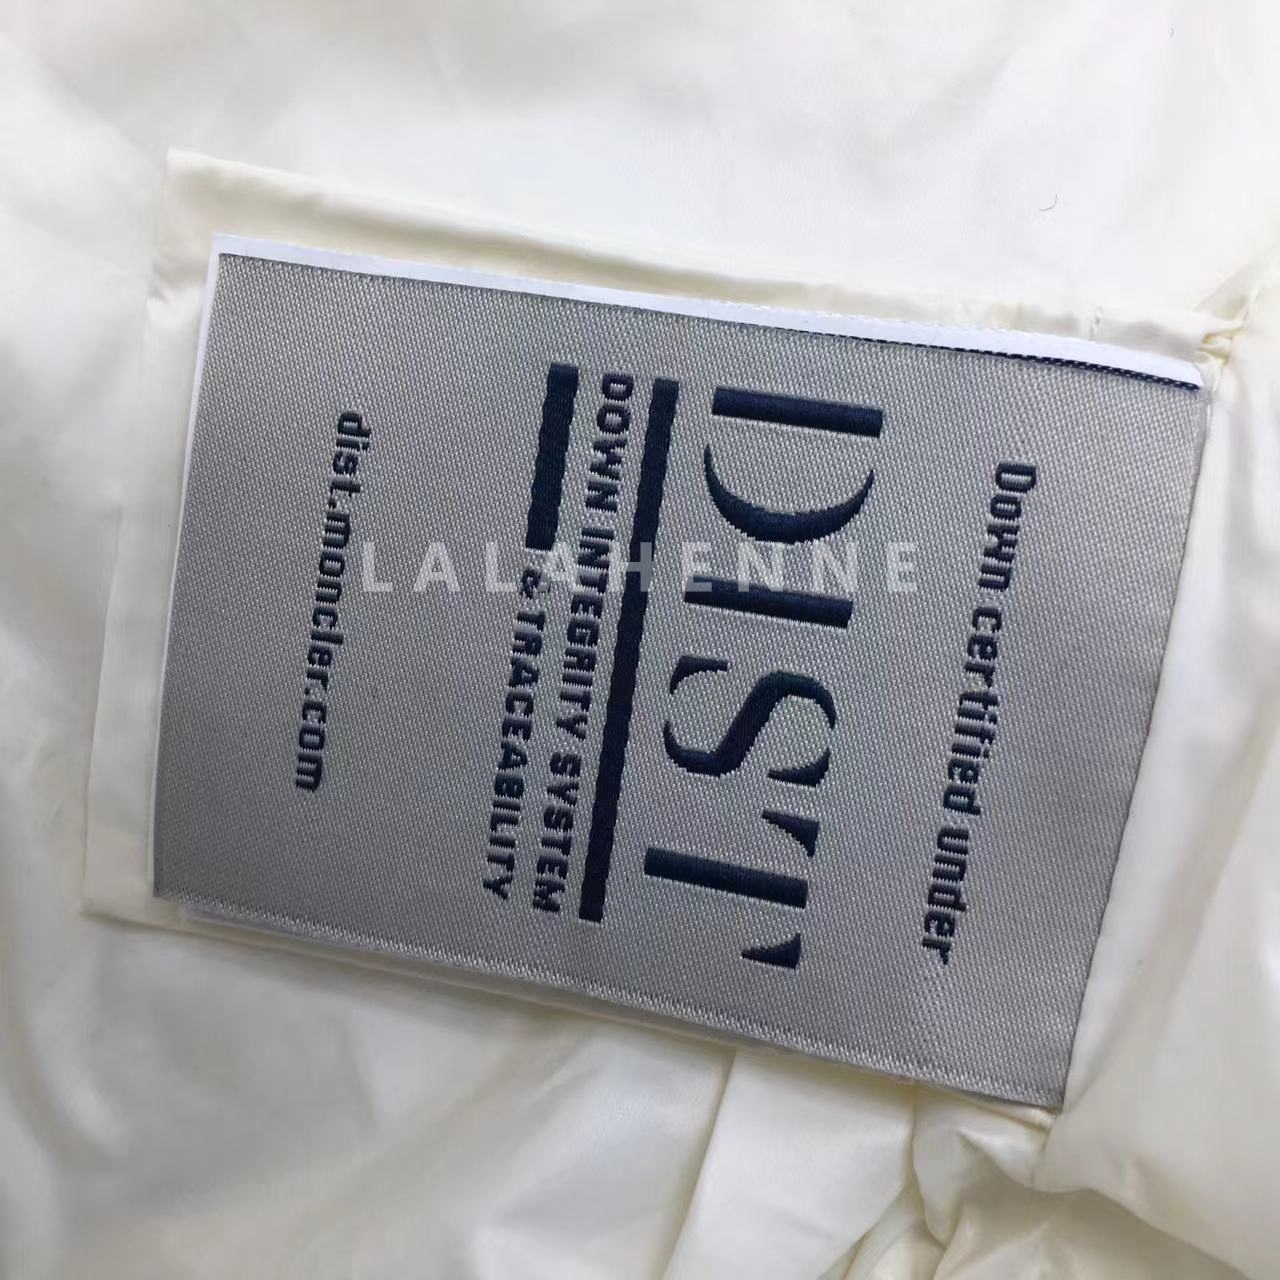 Down certified under
DIST
DOWN INTEGRITY SYSTEM
& TRACEABILITY
dist.moncler.com
LALAHENNE